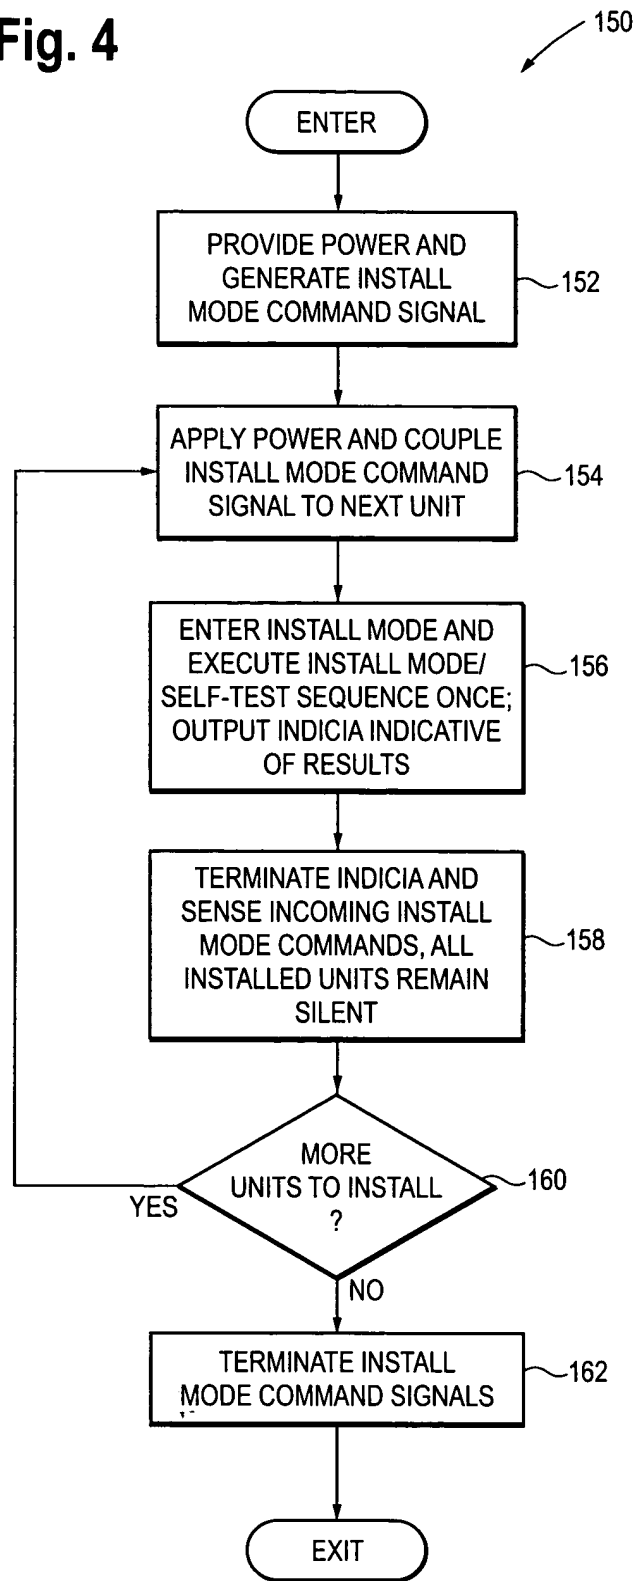 Fig. 4
150
ENTER
PROVIDE POWER AND
GENERATE INSTALL
MODE COMMAND SIGNAL
152
APPLY POWER AND COUPLE
INSTALL MODE COMMAND
SIGNAL TO NEXT UNIT
154
ENTER INSTALL MODE AND
EXECUTE INSTALL MODE/
SELF-TEST SEQUENCE ONCE;
OUTPUT INDICIA INDICATIVE
OF RESULTS
156
TERMINATE INDICIA AND
SENSE INCOMING INSTALL
MODE COMMANDS, ALL
INSTALLED UNITS REMAIN
SILENT
158
MORE
UNITS TO INSTALL
?
160
YES
NO
TERMINATE INSTALL
MODE COMMAND SIGNALS
162
EXIT